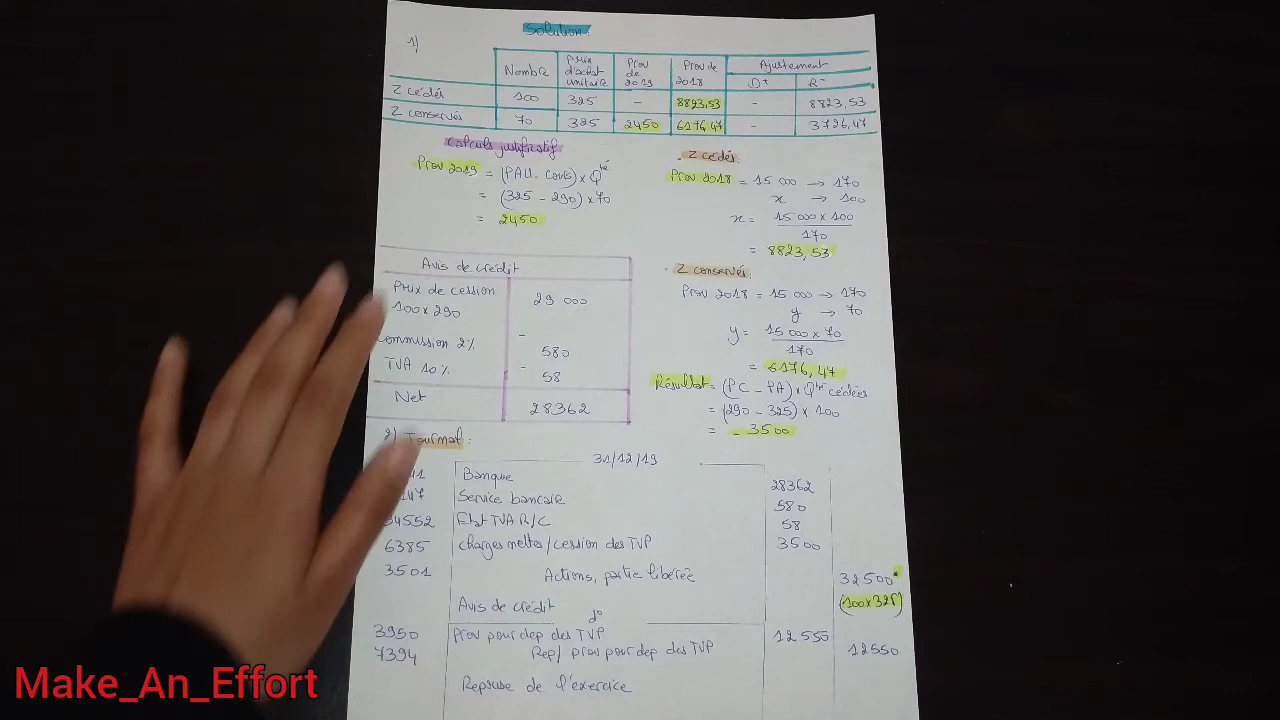 Solution:
1)
Nombre | Prix d'achat unitaire | Prov de 2019 | Prov de 2018 | Ajustement
D+ | R-
Z cédés | 100 | 325 | - | 8823,53 | - | 8823,53
Z conservés | 70 | 325 | 2450 | 6176,47 | - | 3726,47
Calculs justificatif
Prov 2019 = (PAU - Cours) x Qté
= (325 - 290) x 70
= 2450
. Z cédés:
Prov 2018 = 15 000 → 170
x → 100
x = 15 000 x 100
170
= 8823,53
. Z conservés:
Prov 2018 = 15 000 → 170
y → 70
y = 15 000 x 70
170
= 6176,47
Résultat = (PC - PA) x Qté cédées
= (290 - 325) x 100
= - 3500
Avis de crédit
Prix de cession
100 x 290 | 29 000
Commission 2% | - 580
TVA 10% | - 58
Net | 28362
2) Journal:
31/12/19
Banque 28362
Service bancaire 580
34552 Etat TVA R/C 58
6385 charges nettes/cession des TVP 3500
3501 Actions, partie libérée 32500*
(100x325)
Avis de crédit
d°
3950 Prov pour dep des TVP 12550
7394 Rep/ prov pour dep des TVP 12550
Reprise de l'exercice
Make_An_Effort